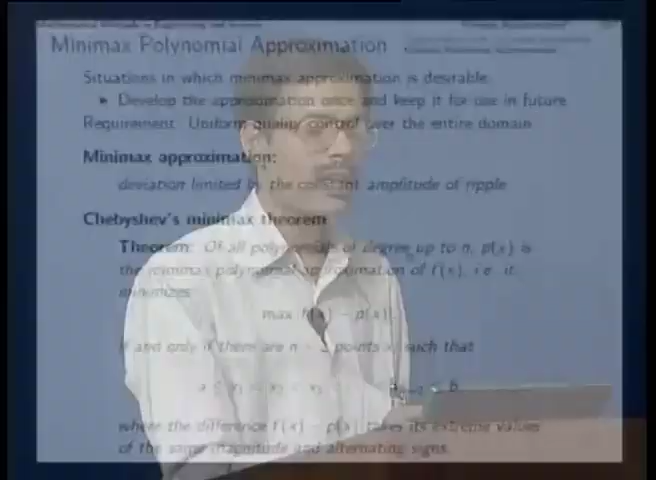 Minimax Polynomial Approximation
Situations in which minimax approximation is desirable:
Develop the approximation once and keep it for use in future
Requirement: Uniform quality control over the entire domain
Minimax approximation:
deviation limited by the constant amplitude of ripple
Chebyshev's minimax theorem
Theorem: Of all polynomials of degree up to n, p(x) is
the minimax polynomial approximation of f(x), i.e. it
minimizes
max |f(x) − p(x)|,
if and only if there are n + 2 points x such that
where the difference f(x) − p(x) takes its extreme values
of the same magnitude and alternating signs.